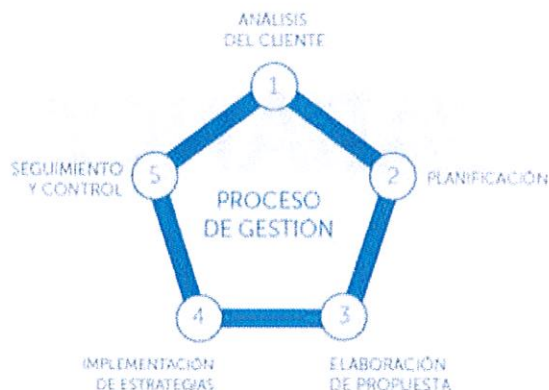 ANÁLISIS
DEL CLIENTE
1
SEGUIMIENTO
Y CONTROL
5
2
PLANIFICACIÓN
PROCESO
DE GESTIÓN
4
3
IMPLEMENTACIÓN
DE ESTRATEGIAS
ELABORACIÓN
DE PROPUESTA